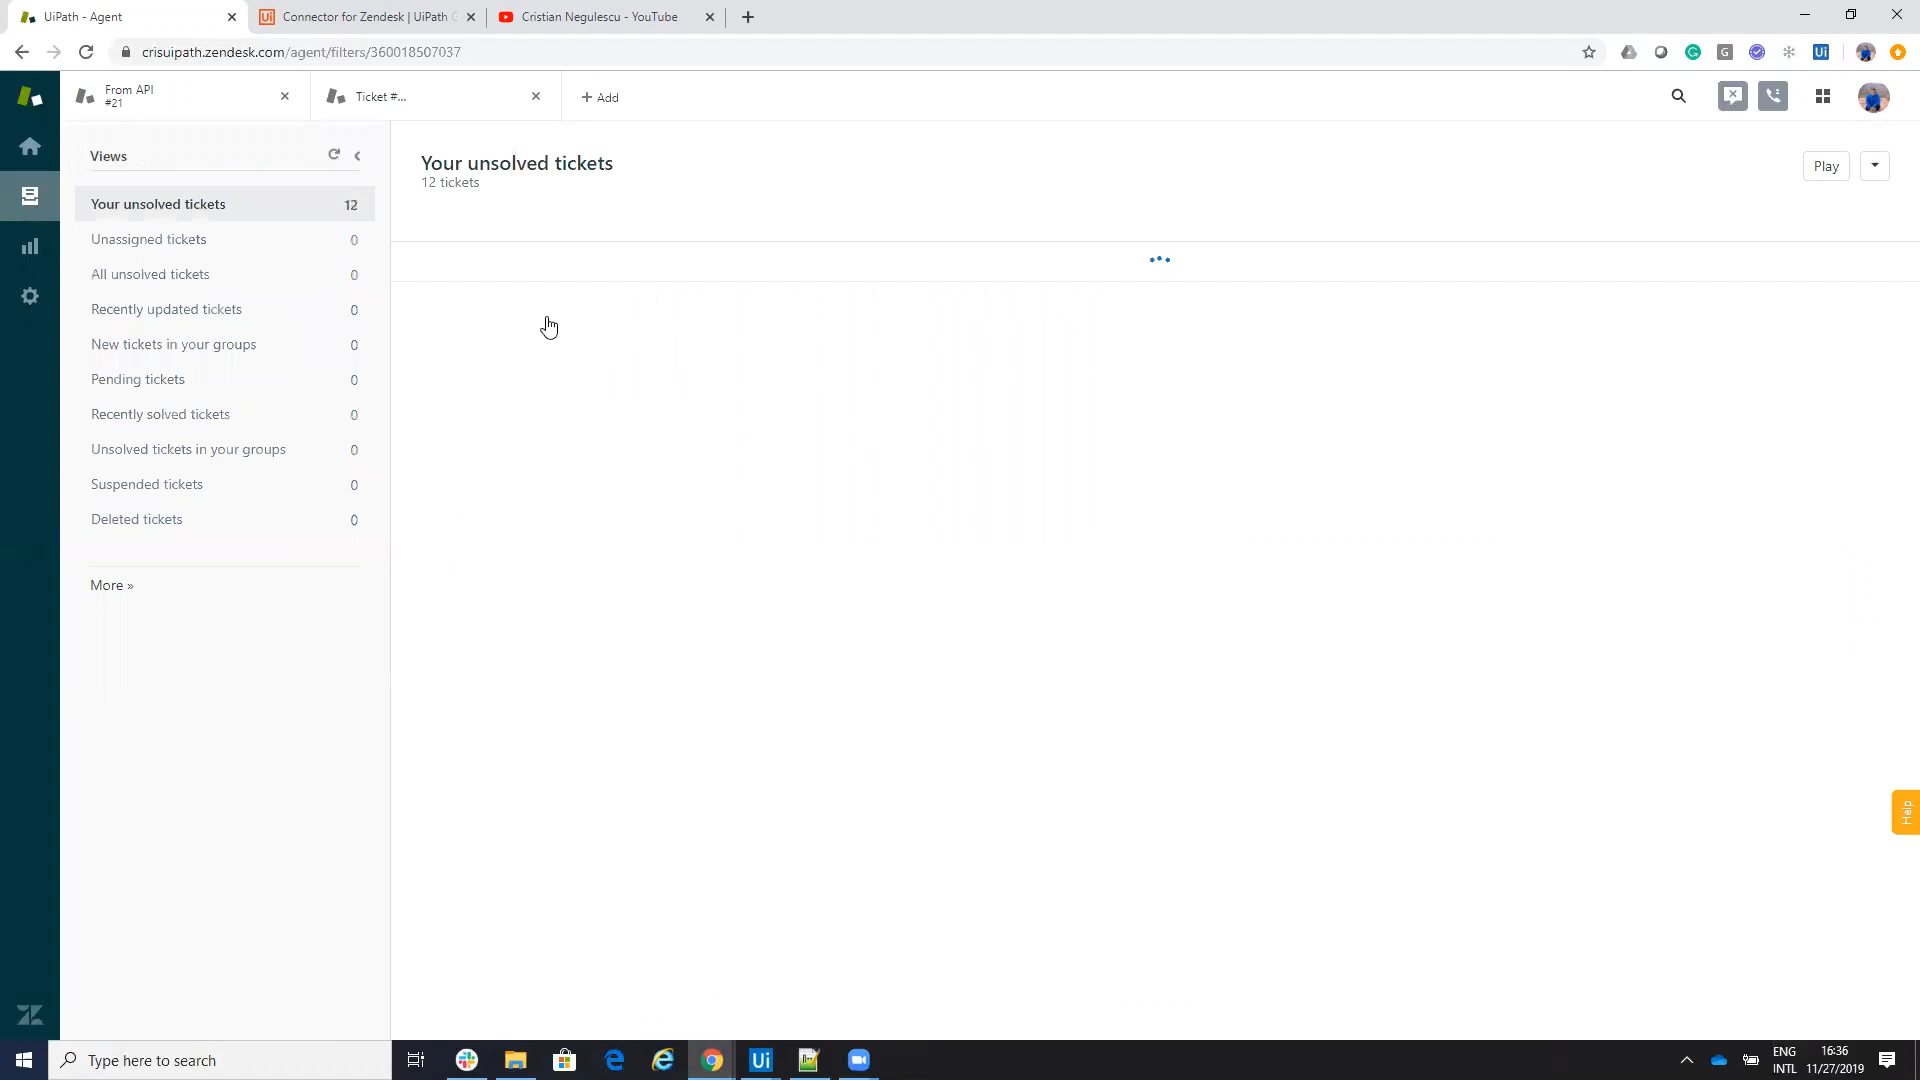 UiPath - Agent
Ui Connector for Zendesk | UiPath G
Cristian Negulescu - YouTube
crisuipath.zendesk.com/agent/filters/360018507037
G
Ui
From API
#21
Ticket #...
+ Add
Views
Your unsolved tickets 12
Unassigned tickets 0
All unsolved tickets 0
Recently updated tickets 0
New tickets in your groups 0
Pending tickets 0
Recently solved tickets 0
Unsolved tickets in your groups 0
Suspended tickets 0
Deleted tickets 0
More »
Your unsolved tickets
12 tickets
Play
Help
Type here to search
Ui
ENG
INTL
16:36
11/27/2019